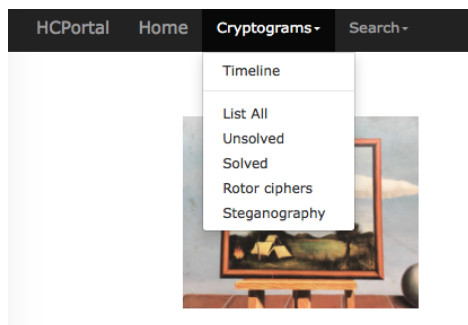 HCPortal Home Cryptograms Search
Timeline
List All
Unsolved
Solved
Rotor ciphers
Steganography